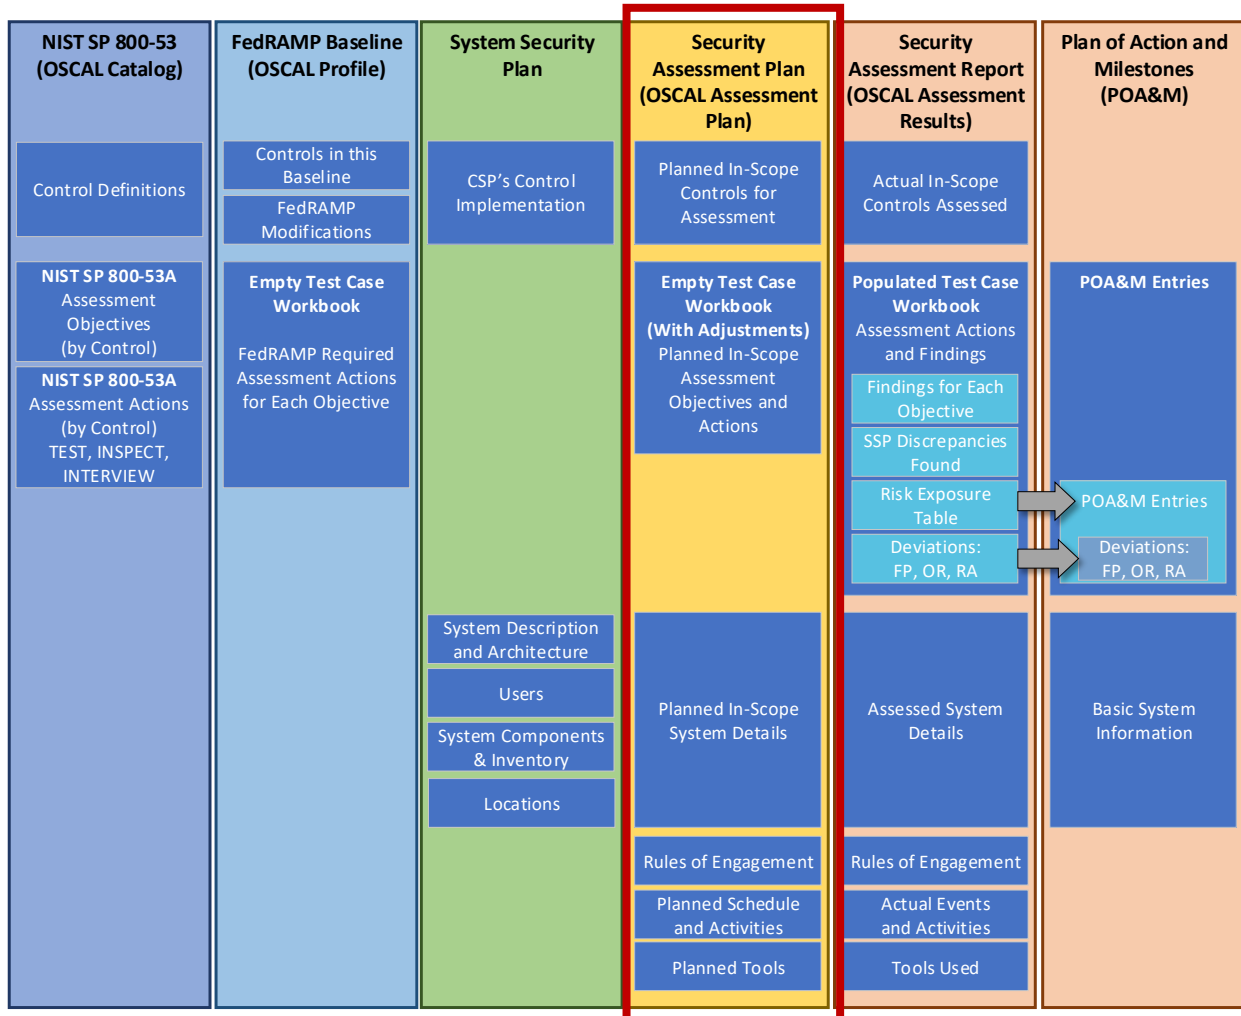 NIST SP 800-53
(OSCAL Catalog)
Control Definitions
NIST SP 800-53A
Assessment
Objectives
(by Control)
NIST SP 800-53A
Assessment Actions
(by Control)
TEST, INSPECT,
INTERVIEW
FedRAMP Baseline
(OSCAL Profile)
Controls in this
Baseline
FedRAMP
Modifications
Empty Test Case
Workbook
FedRAMP Required
Assessment Actions
for Each Objective
System Security
Plan
CSP's Control
Implementation
System Description
and Architecture
Users
System Components
& Inventory
Locations
Security
Assessment Plan
(OSCAL Assessment
Plan)
Planned In-Scope
Controls for
Assessment
Empty Test Case
Workbook
(With Adjustments)
Planned In-Scope
Assessment
Objectives and
Actions
Planned In-Scope
System Details
Rules of Engagement
Planned Schedule
and Activities
Planned Tools
Security
Assessment Report
(OSCAL Assessment
Results)
Actual In-Scope
Controls Assessed
Populated Test Case
Workbook
Assessment Actions
and Findings
Findings for Each
Objective
SSP Discrepancies
Found
Risk Exposure
Table
Deviations:
FP, OR, RA
Assessed System
Details
Rules of Engagement
Actual Events
and Activities
Tools Used
Plan of Action and
Milestones
(POA&M)
POA&M Entries
POA&M Entries
Deviations:
FP, OR, RA
Basic System
Information